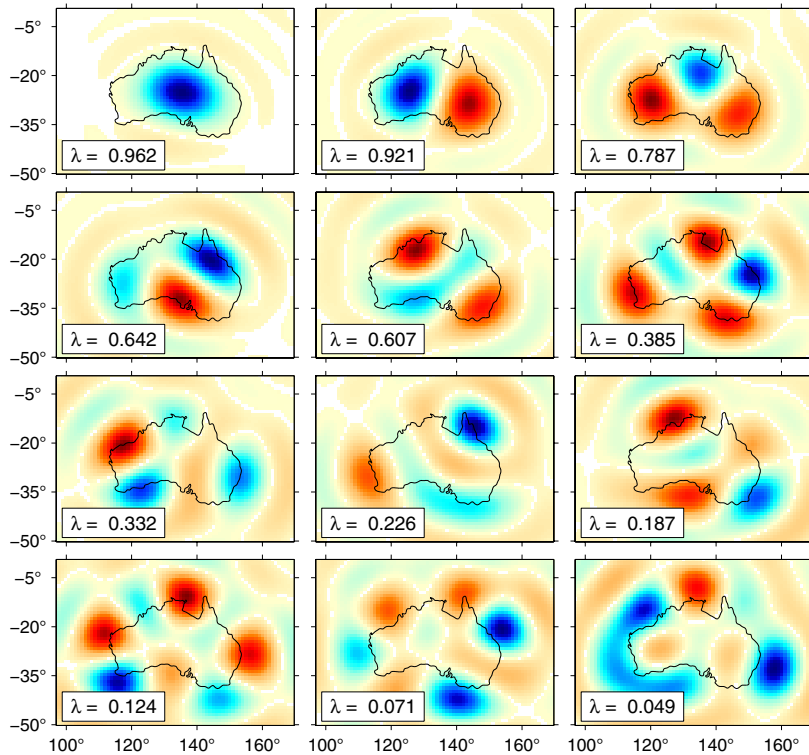 −5°
−20°
−35°
−50°
λ = 0.962
λ = 0.921
λ = 0.787
−5°
−20°
−35°
−50°
λ = 0.642
λ = 0.607
λ = 0.385
−5°
−20°
−35°
−50°
λ = 0.332
λ = 0.226
λ = 0.187
−5°
−20°
−35°
−50°
λ = 0.124
λ = 0.071
λ = 0.049
100° 120° 140° 160° 100° 120° 140° 160° 100° 120° 140° 160°